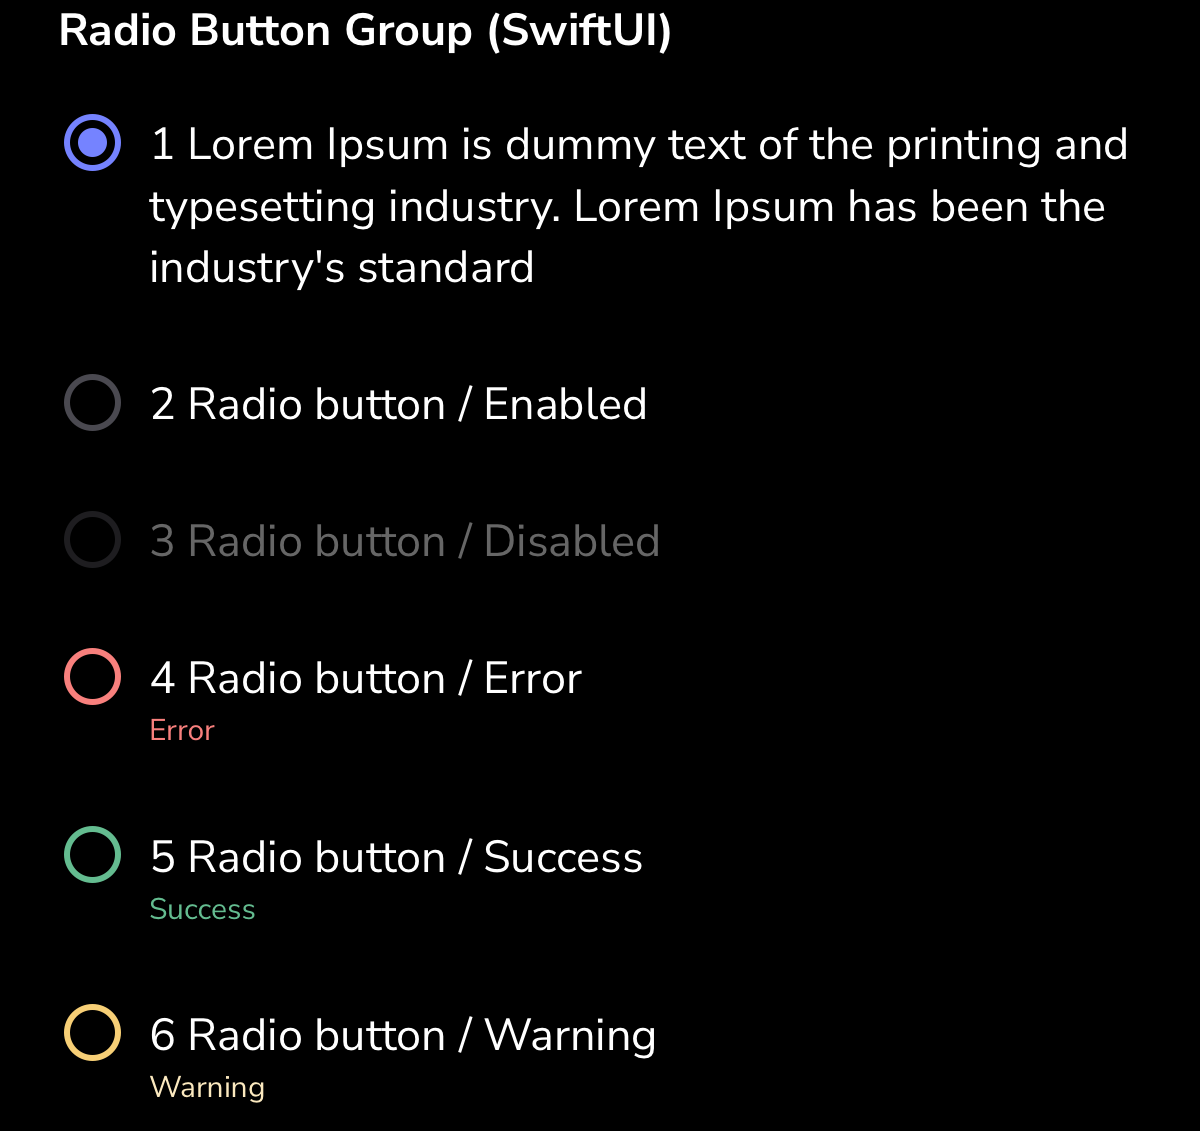 Radio Button Group (SwiftUI)
1 Lorem Ipsum is dummy text of the printing and
typesetting industry. Lorem Ipsum has been the
industry's standard
2 Radio button / Enabled
3 Radio button / Disabled
4 Radio button / Error
Error
5 Radio button / Success
Success
6 Radio button / Warning
Warning